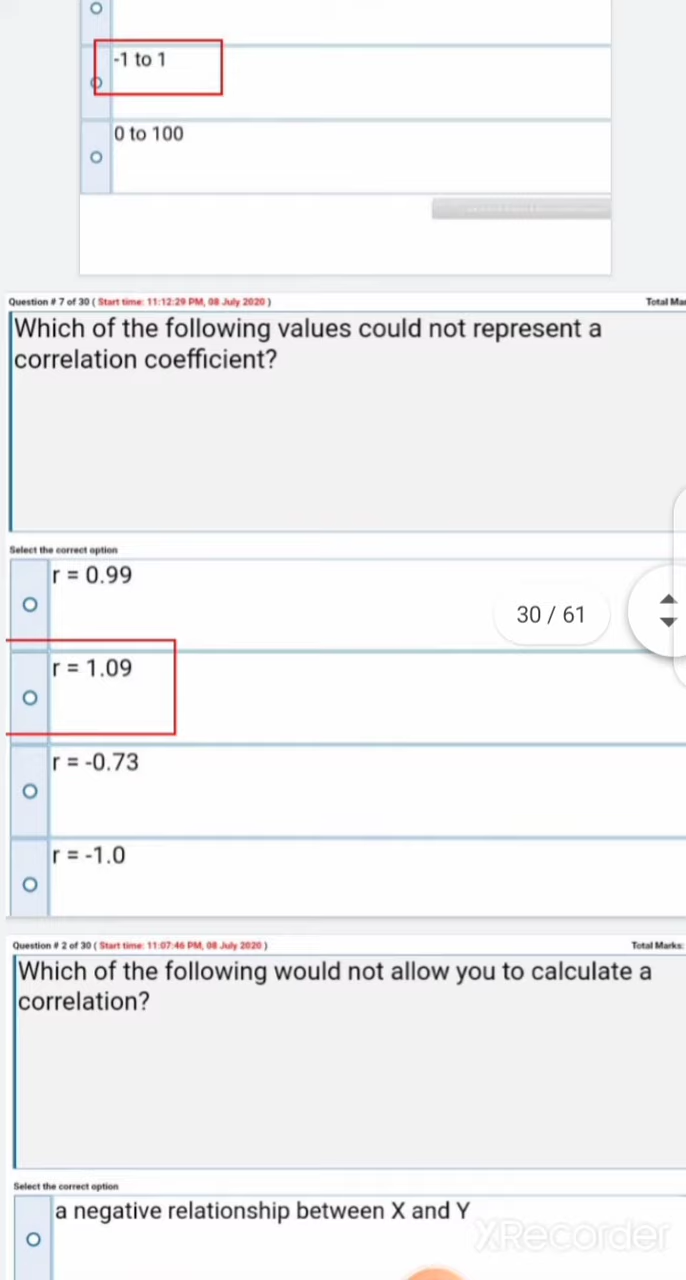 -1 to 1
0 to 100
Question # 7 of 30 ( Start time: 11:12:29 PM, 08 July 2020 )
Total Mar
Which of the following values could not represent a
correlation coefficient?
Select the correct option
r = 0.99
30 / 61
r = 1.09
r = -0.73
r = -1.0
Question # 2 of 30 ( Start time: 11:07:46 PM, 08 July 2020 )
Total Marks:
Which of the following would not allow you to calculate a
correlation?
Select the correct option
a negative relationship between X and Y
XRecorder